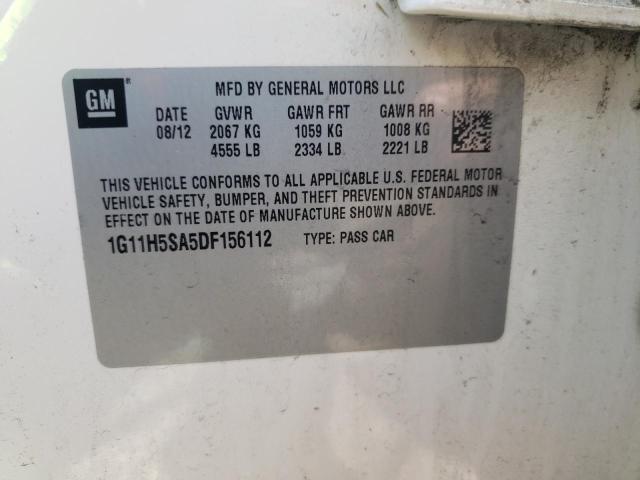 GM®
MFD BY GENERAL MOTORS LLC
DATE GVWR GAWR FRT GAWR RR
08/12 2067 KG 1059 KG 1008 KG
4555 LB 2334 LB 2221 LB
THIS VEHICLE CONFORMS TO ALL APPLICABLE U.S. FEDERAL MOTOR
VEHICLE SAFETY, BUMPER, AND THEFT PREVENTION STANDARDS IN
EFFECT ON THE DATE OF MANUFACTURE SHOWN ABOVE.
1G11H5SA5DF156112 TYPE: PASS CAR